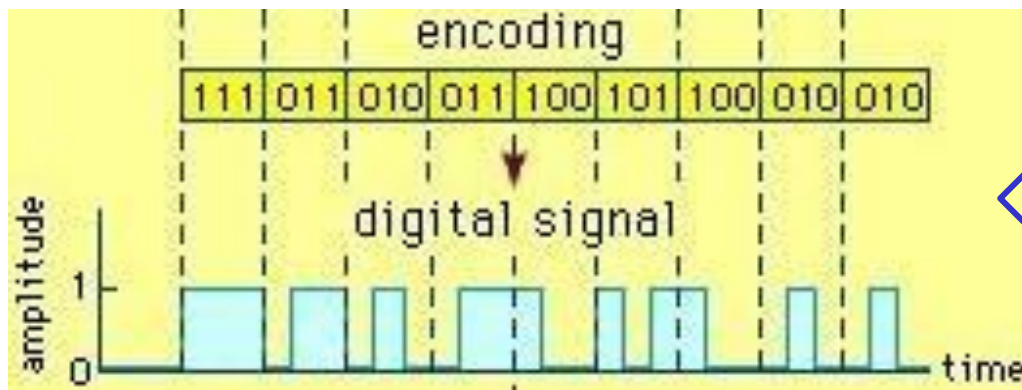 encoding
111 011 010 011 100 101 100 010 010
digital signal
amplitude
1
0
time